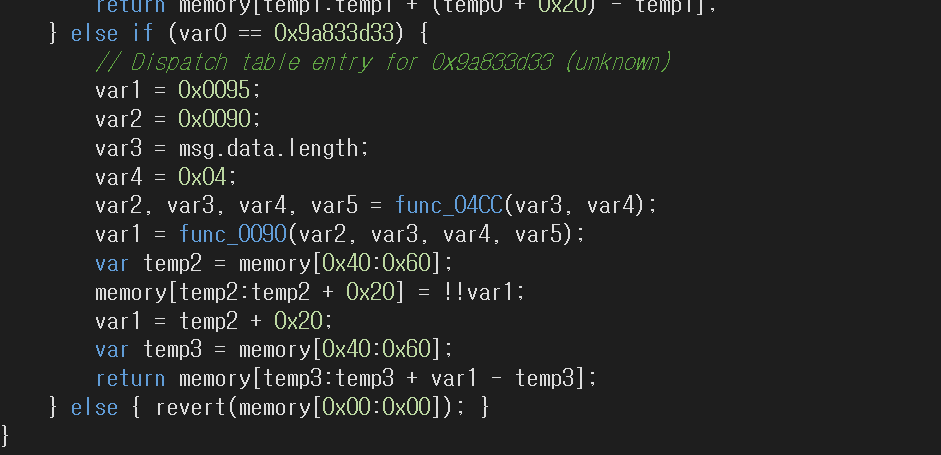 return memory[temp1:temp1 + (temp0 + 0x20) - temp1];
} else if (var0 == 0x9a833d33) {
// Dispatch table entry for 0x9a833d33 (unknown)
var1 = 0x0095;
var2 = 0x0090;
var3 = msg.data.length;
var4 = 0x04;
var2, var3, var4, var5 = func_04CC(var3, var4);
var1 = func_0090(var2, var3, var4, var5);
var temp2 = memory[0x40:0x60];
memory[temp2:temp2 + 0x20] = !!var1;
var1 = temp2 + 0x20;
var temp3 = memory[0x40:0x60];
return memory[temp3:temp3 + var1 - temp3];
} else { revert(memory[0x00:0x00]); }
}